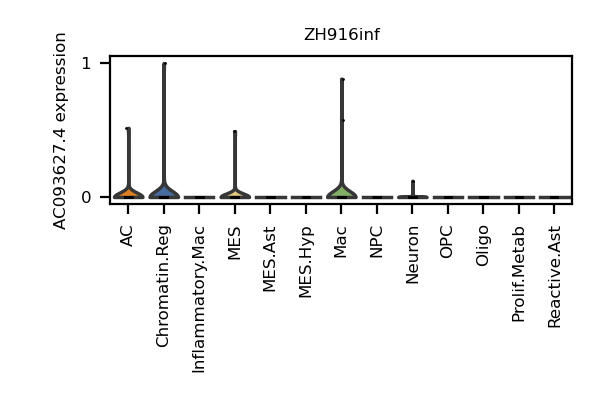 ZH916inf
AC093627.4 expression
1
0
AC
Chromatin.Reg
Inflammatory.Mac
MES
MES.Ast
MES.Hyp
Mac
NPC
Neuron
OPC
Oligo
Prolif.Metab
Reactive.Ast